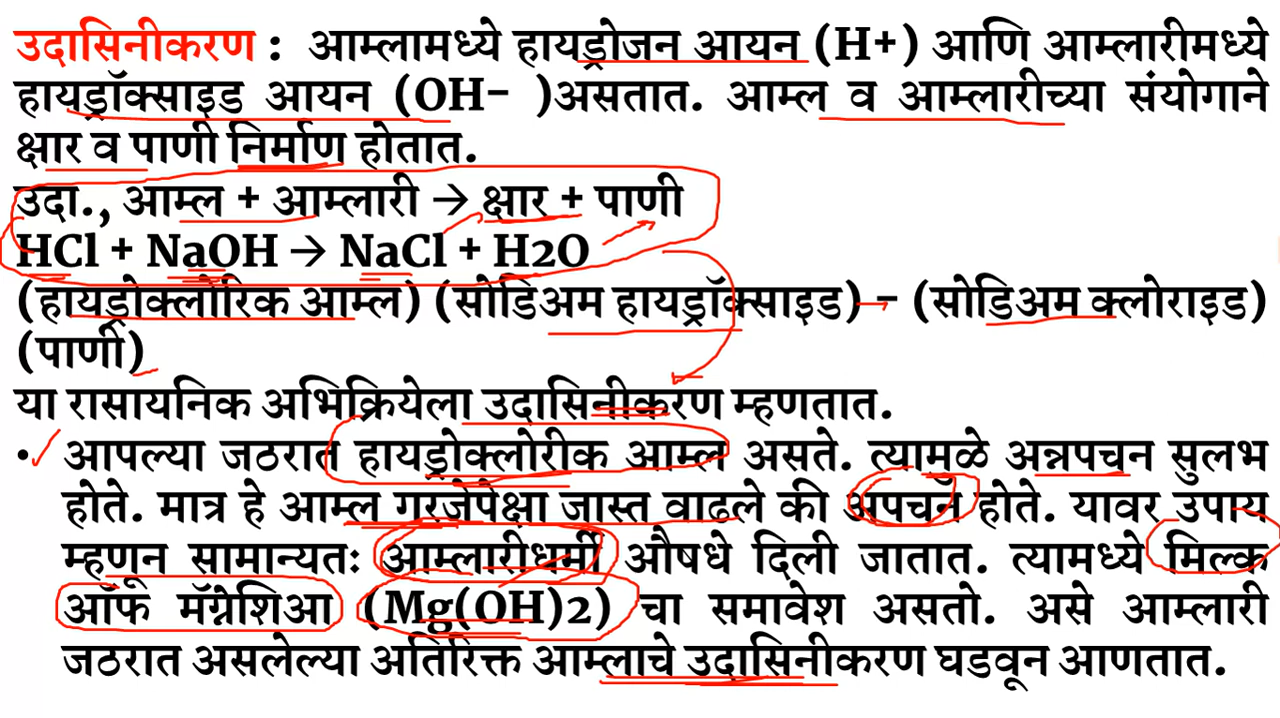 उदासिनीकरण : आम्लामध्ये हायड्रोजन आयन (H+) आणि आम्लारीमध्ये
हायड्रॉक्साइड आयन (OH- )असतात. आम्ल व आम्लारीच्या संयोगाने
क्षार व पाणी निर्माण होतात.
उदा., आम्ल + आम्लारी → क्षार + पाणी
HCl + NaOH → NaCl + H2O
(हायड्रोक्लोरिक आम्ल) (सोडिअम हायड्रॉक्साइड) - (सोडिअम क्लोराइड)
(पाणी)
या रासायनिक अभिक्रियेला उदासिनीकरण म्हणतात.
• आपल्या जठरात हायड्रोक्लोरीक आम्ल असते. त्यामुळे अन्नपचन सुलभ
होते. मात्र हे आम्ल गरजेपेक्षा जास्त वाढले की अपचन होते. यावर उपाय
म्हणून सामान्यतः आम्लारीधर्मी औषधे दिली जातात. त्यामध्ये मिल्क
ऑफ मॅग्नेशिआ (Mg(OH)2) चा समावेश असतो. असे आम्लारी
जठरात असलेल्या अतिरिक्त आम्लाचे उदासिनीकरण घडवून आणतात.